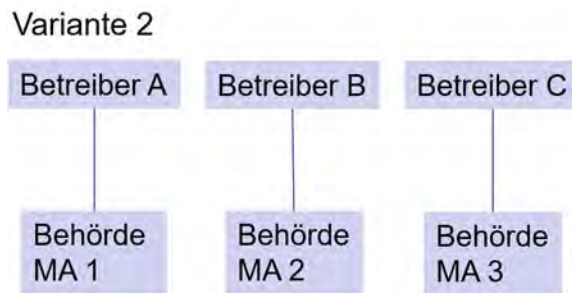 Variante 2
Betreiber A
Betreiber B
Betreiber C
Behörde
MA 1
Behörde
MA 2
Behörde
MA 3